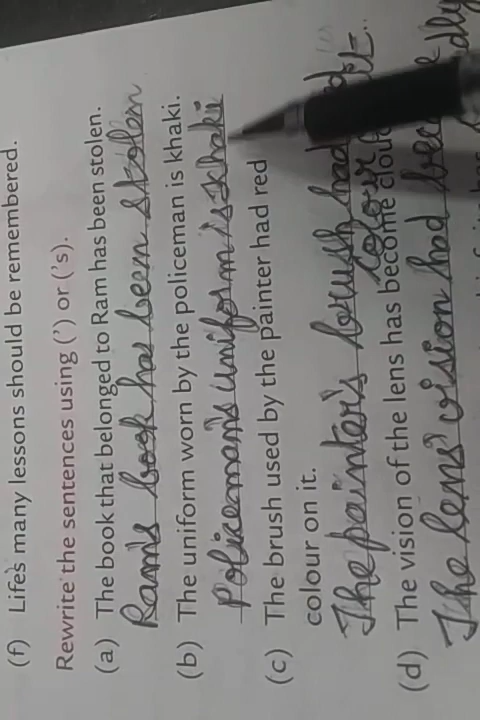 (f) Life's many lessons should be remembered.
Rewrite the sentences using (') or ('s).
(a) The book that belonged to Ram has been stolen.
Ram's book has been stolen
(b) The uniform worn by the policeman is khaki.
Policeman's uniform is khaki
(c) The brush used by the painter had red
colour on it.
The painter's brush had
colour
(d) The vision of the lens has become
The lens' vision had